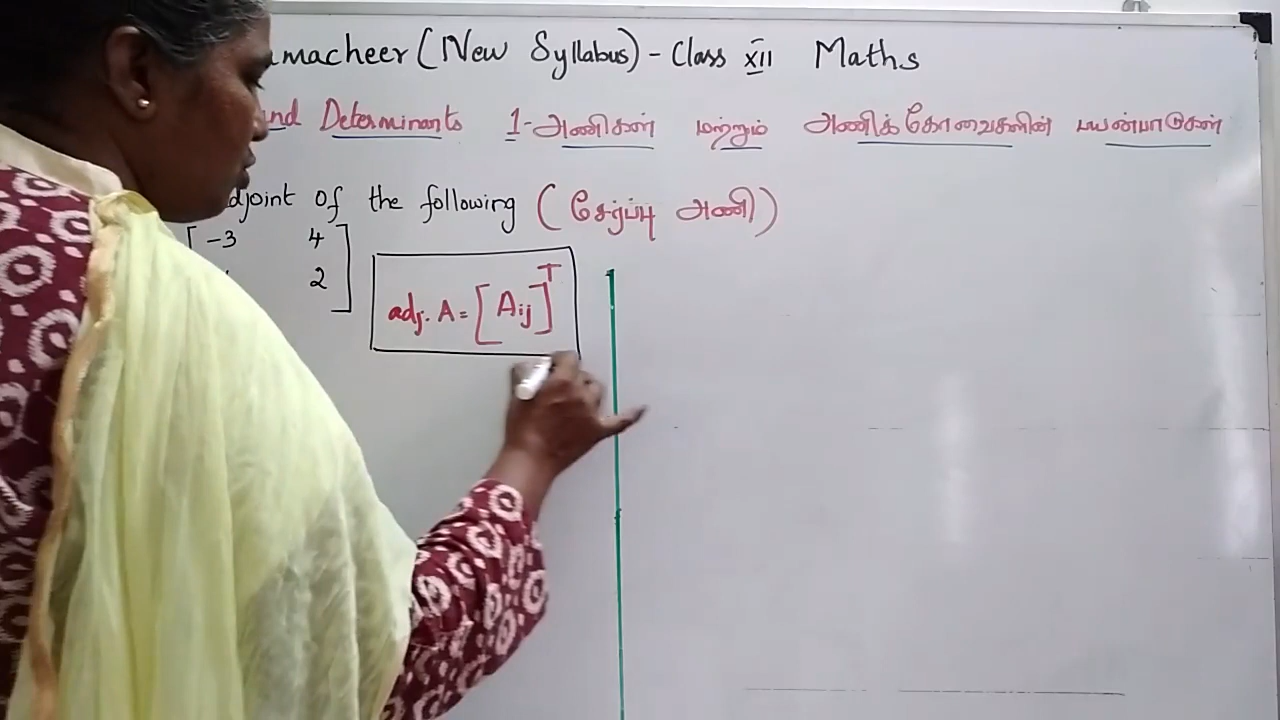 amacheer (New Syllabus) - Class XII Maths
and Determinants 1-அணிகள் மற்றும் அணிக்கோவைகளின் பயன்பாடுகள்
djoint of the following (சேர்ப்பு அணி)
[-3 4]
2
adj. A = [Aij]^T